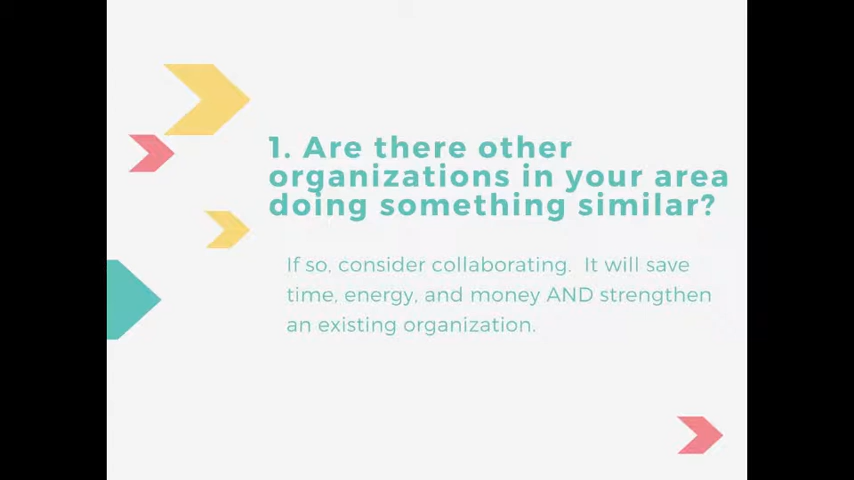 1. Are there other
organizations in your area
doing something similar?
If so, consider collaborating.  It will save
time, energy, and money AND strengthen
an existing organization.